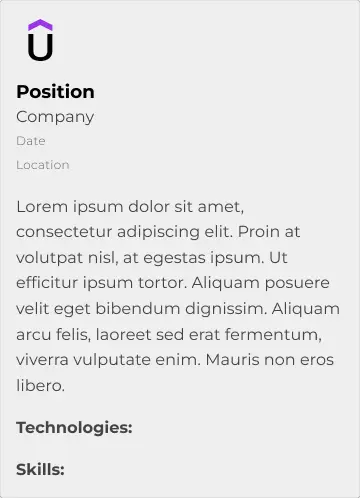 Position
Company
Date
Location
Lorem ipsum dolor sit amet,
consectetur adipiscing elit. Proin at
volutpat nisl, at egestas ipsum. Ut
efficitur ipsum tortor. Aliquam posuere
velit eget bibendum dignissim. Aliquam
arcu felis, laoreet sed erat fermentum,
viverra vulputate enim. Mauris non eros
libero.
Technologies:
Skills: